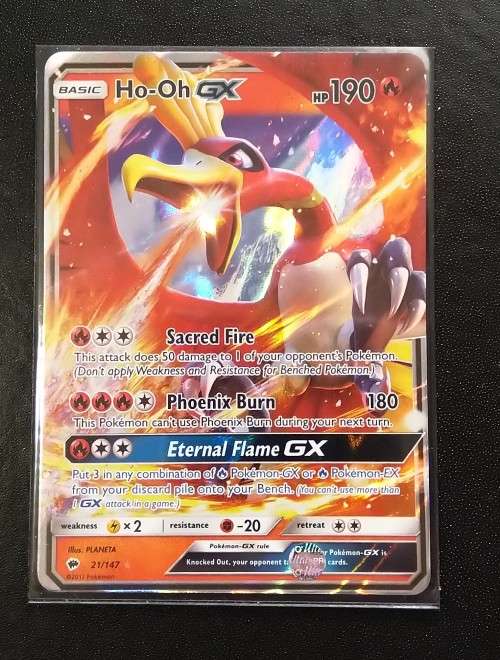 BASIC Ho-Oh GX HP190
Sacred Fire
This attack does 50 damage to 1 of your opponent's Pokémon.
(Don't apply Weakness and Resistance for Benched Pokémon.)
Phoenix Burn 180
This Pokémon can't use Phoenix Burn during your next turn.
Eternal Flame GX
Put 3 in any combination of Pokémon-GX or Pokémon-EX
from your discard pile onto your Bench. (You can't use more than
1 GX attack in a game.)
weakness ×2 resistance -20 retreat
Illus. PLANETA
21/147
©2017 Pokémon
Pokémon-GX rule
Pokémon-GX is
Knocked Out, your opponent cards.